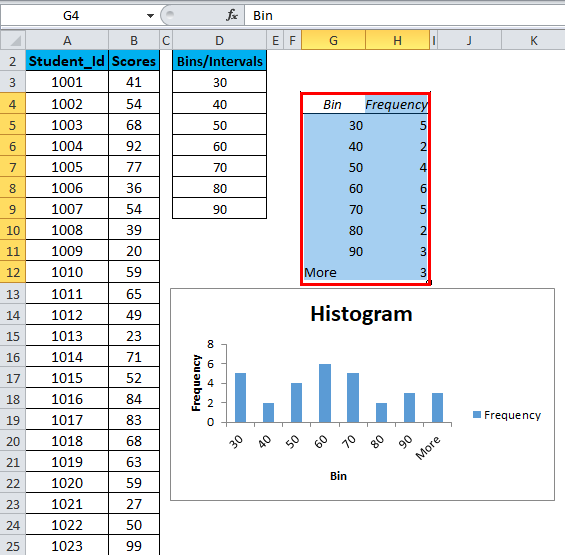 G4 fx Bin
A B C D E F G H I J K
2 Student_Id Scores Bins/Intervals
3 1001 41 30
4 1002 54 40 Bin Frequency
5 1003 68 50 30 5
6 1004 92 60 40 2
7 1005 77 70 50 4
8 1006 36 80 60 6
9 1007 54 90 70 5
10 1008 39 80 2
11 1009 20 90 3
12 1010 59 More 3
13 1011 65
14 1012 49
15 1013 23
16 1014 71
17 1015 52
18 1016 84
19 1017 83
20 1018 68
21 1019 63
22 1020 59
23 1021 27
24 1022 50
25 1023 99
Histogram
Frequency
8
6
4
2
0
30 40 50 60 70 80 90 More
Bin
Frequency